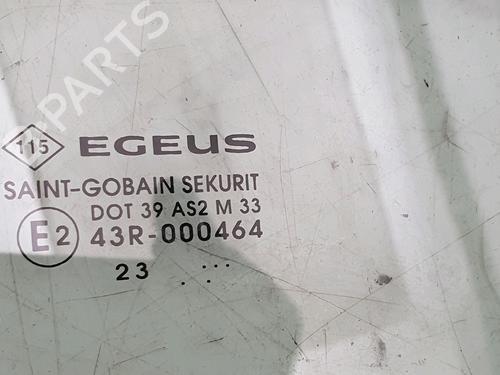 B-PARTS
115 EGEUS
SAINT-GOBAIN SEKURIT
DOT 39 AS2 M 33
E2 43R-000464
23